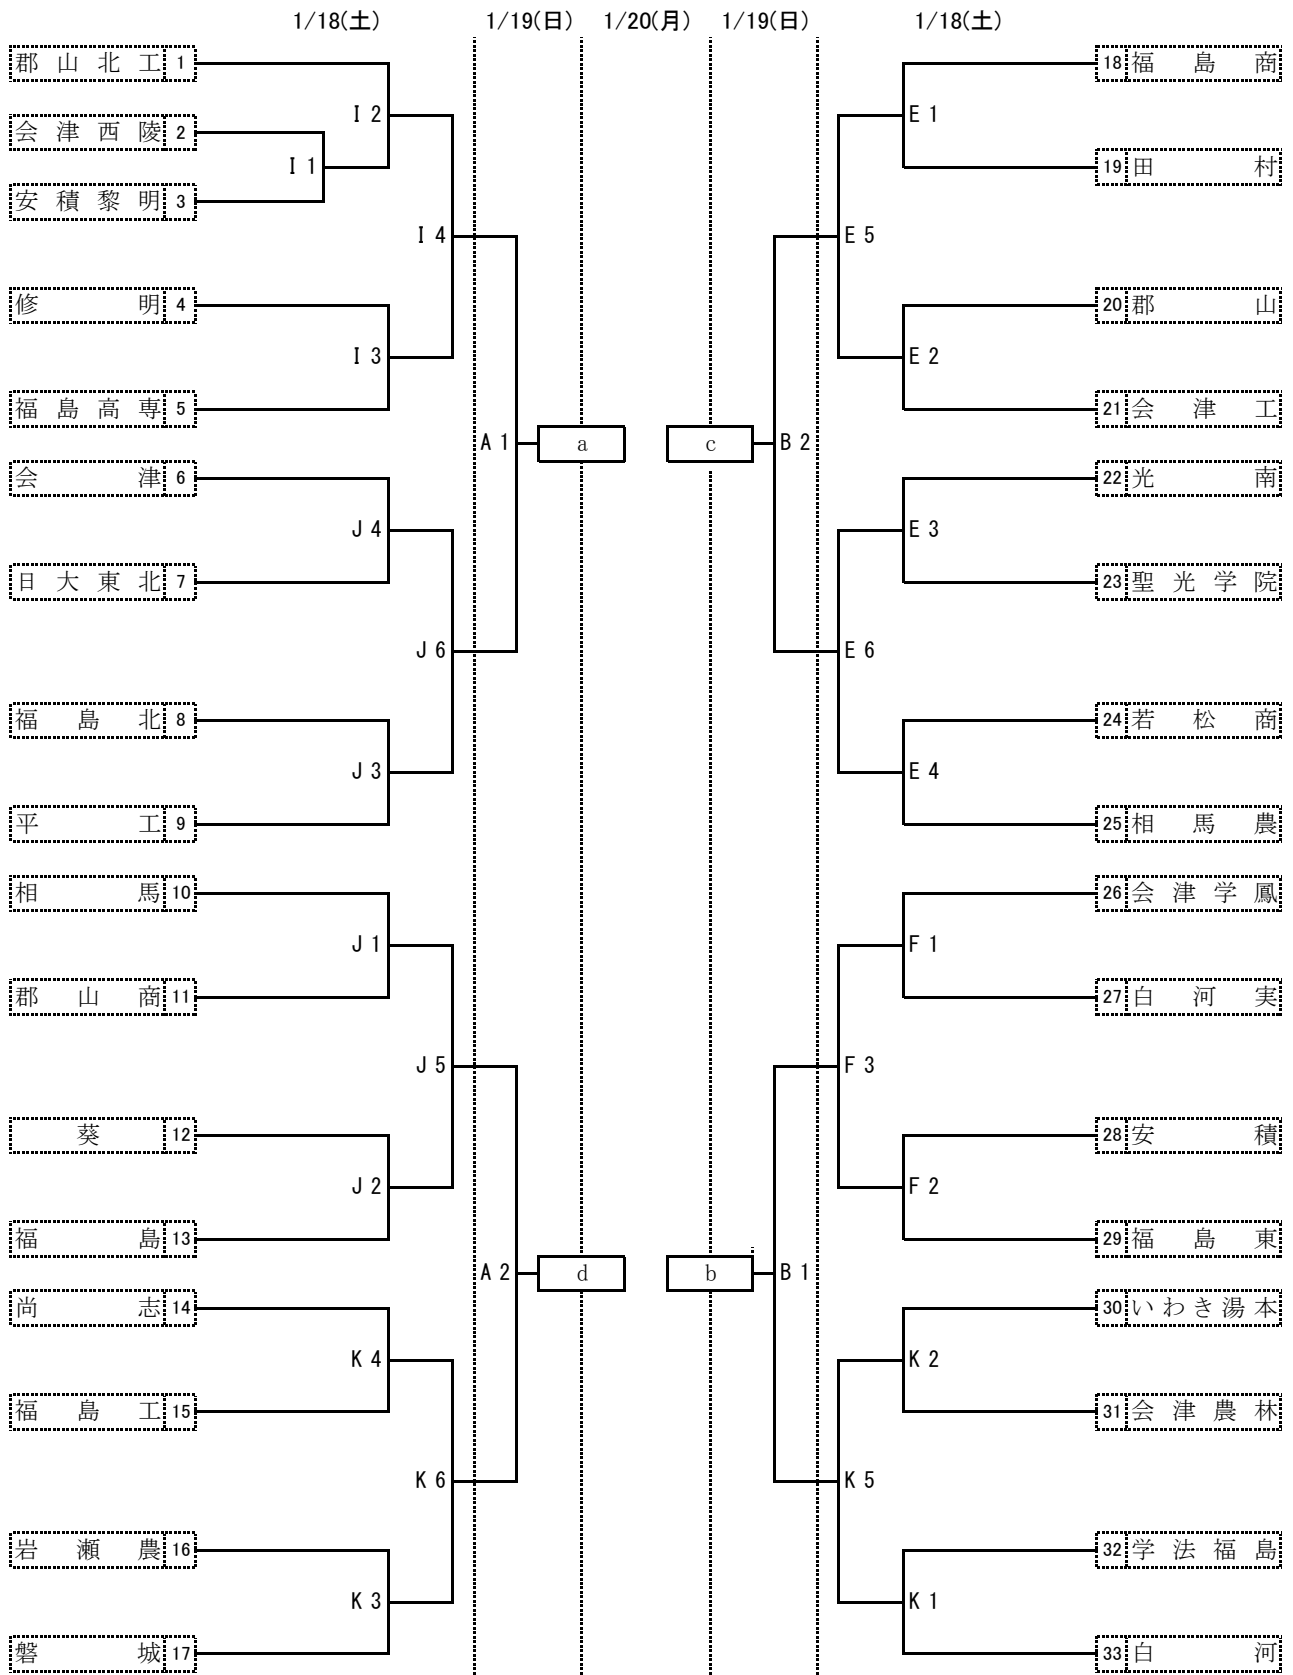 1/18(土) 1/19(日) 1/20(月) 1/19(日) 1/18(土)
郡山北工 1
18 福島商
I 2
E 1
会津西陵 2
I 1
19 田村
安積黎明 3
I 4
E 5
修明 4
20 郡山
I 3
E 2
福島高専 5
21 会津工
A 1 a c B 2
会津 6
22 光南
J 4
E 3
日大東北 7
23 聖光学院
J 6
E 6
福島北 8
24 若松商
J 3
E 4
平工 9
25 相馬農
相馬 10
26 会津学鳳
J 1
F 1
郡山商 11
27 白河実
J 5
F 3
葵 12
28 安積
J 2
F 2
福島 13
29 福島東
A 2 d b B 1
尚志 14
30 いわき湯本
K 4
K 2
福島工 15
31 会津農林
K 6
K 5
岩瀬農 16
32 学法福島
K 3
K 1
磐城 17
33 白河